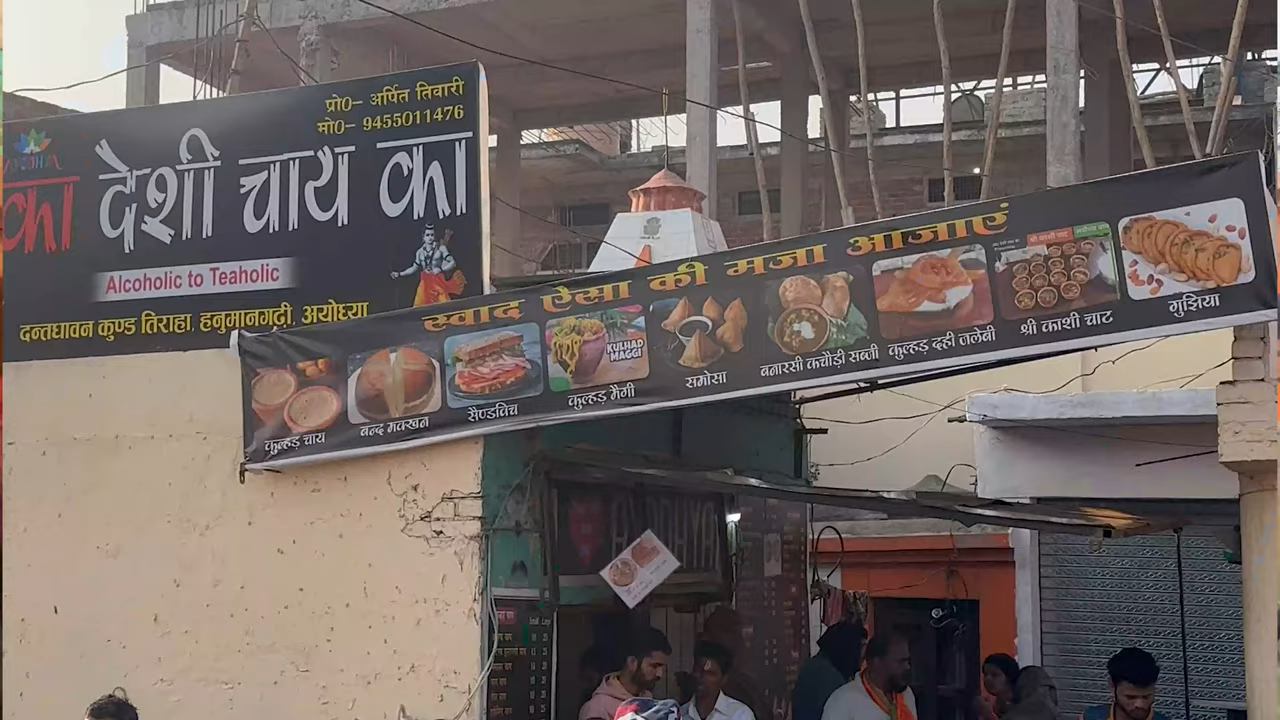 प्रो0- अर्पित तिवारी
मो0- 9455011476
का देशी चाय का
Alcoholic to Teaholic
दन्तधावन कुण्ड तिराहा, हनुमानगढ़ी, अयोध्या
स्वाद ऐसा की मजा आजाएं
KULHAD
MAGGI
कुल्हड़ चाय
बन्द मक्खन
सैण्डविच
कुल्हड़ मैगी
समोसा
बनारसी कचौड़ी सब्जी
कुल्हड़ दही जलेबी
श्री काशी चाट
गुझिया